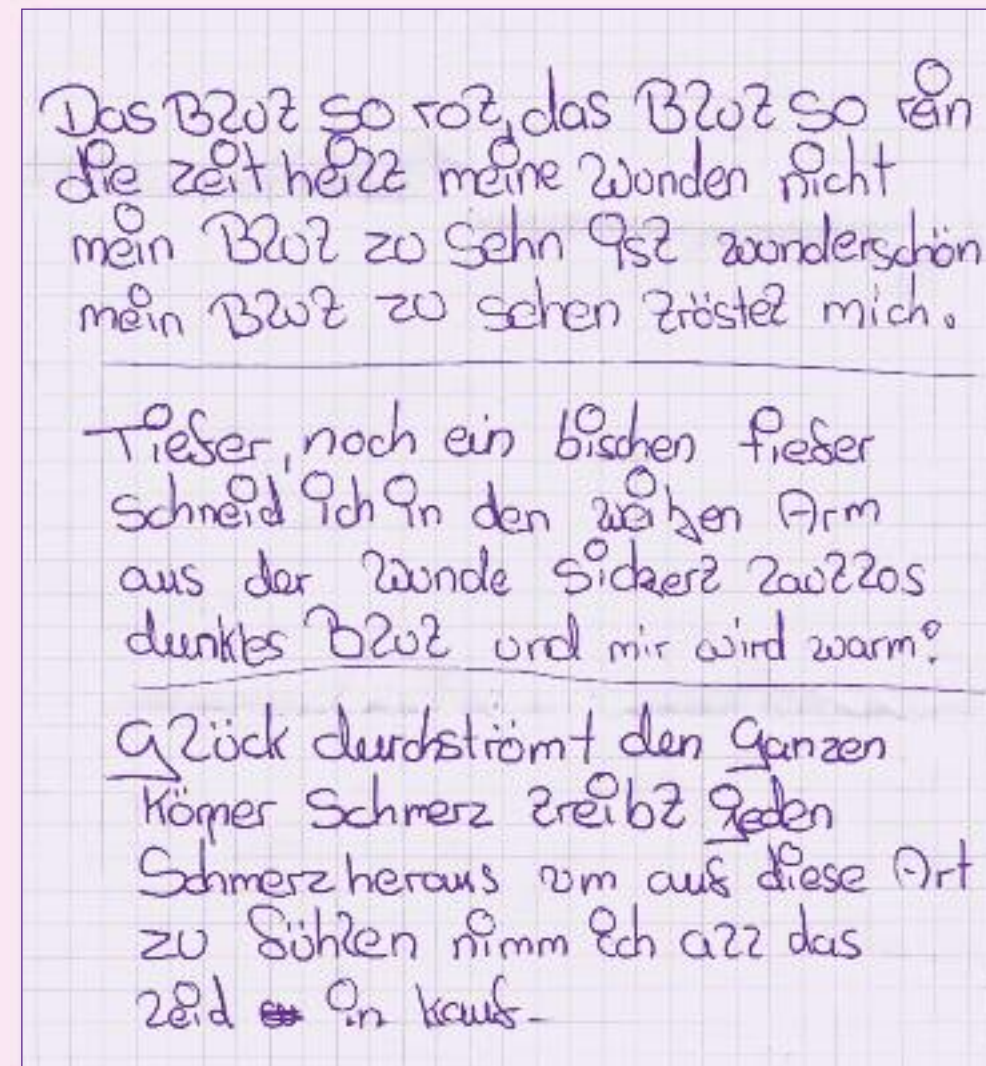 Das Blut so rot, das Blut so rein
die zeit heilt meine Wunden nicht
mein Blut zu Sehn Ist wunderschön
mein Blut zu sehen tröstet mich.
Tiefer, noch ein bischen tiefer
schneid Ich In den weißen Arm
aus der Wunde sickert lautlos
dunkles Blut und mir wird warm.
Glück durchströmt den ganzen
Körper Schmerz treibt jeden
Schmerz heraus um auf diese Art
zu fühlen nimm Ich all das
leid In kauf-